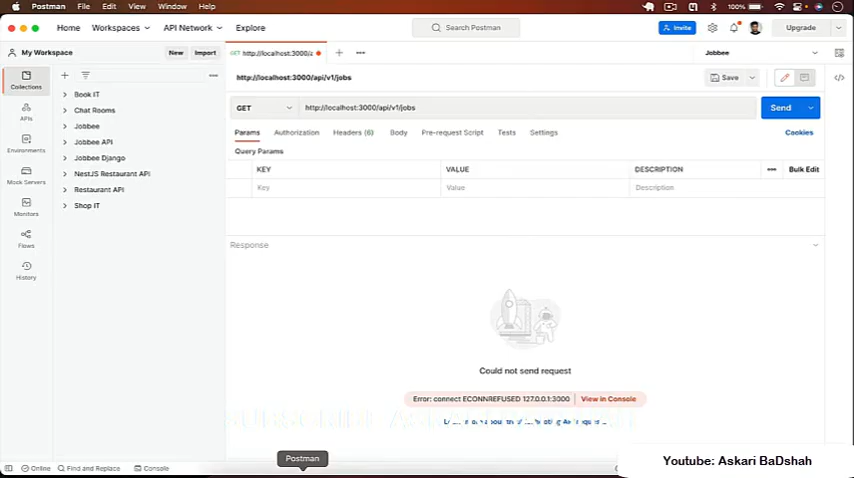 Postman File Edit View Window Help 100%
Home Workspaces API Network Explore Search Postman Invite Upgrade
My Workspace New Import GET http://localhost:3000/a Jobbee
Collections
APIs
Environments
Mock Servers
Monitors
Flows
History
Book IT
Chat Rooms
Jobbee
Jobbee API
Jobbee Django
NestJS Restaurant API
Restaurant API
Shop IT
http://localhost:3000/api/v1/jobs Save
GET http://localhost:3000/api/v1/jobs Send
Params Authorization Headers (6) Body Pre-request Script Tests Settings Cookies
Query Params
KEY VALUE DESCRIPTION Bulk Edit
Key Value Description
Response
Could not send request
Error: connect ECONNREFUSED 127.0.0.1:3000 View in Console
SUBSCRIBE
Postman
Online Find and Replace Console
Youtube: Askari BaDshah